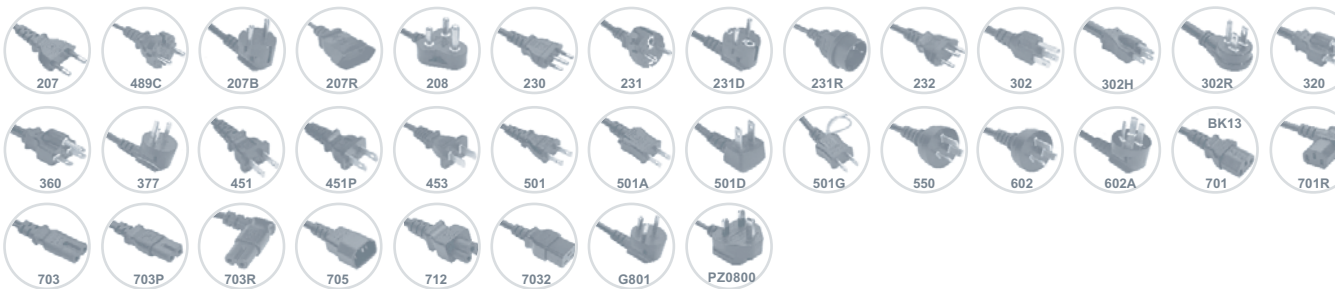 207 489C 207B 207R 208 230 231 231D 231R 232 302 302H 302R 320
BK13
360 377 451 451P 453 501 501A 501D 501G 550 602 602A 701 701R
703 703P 703R 705 712 7032 G801 PZ0800